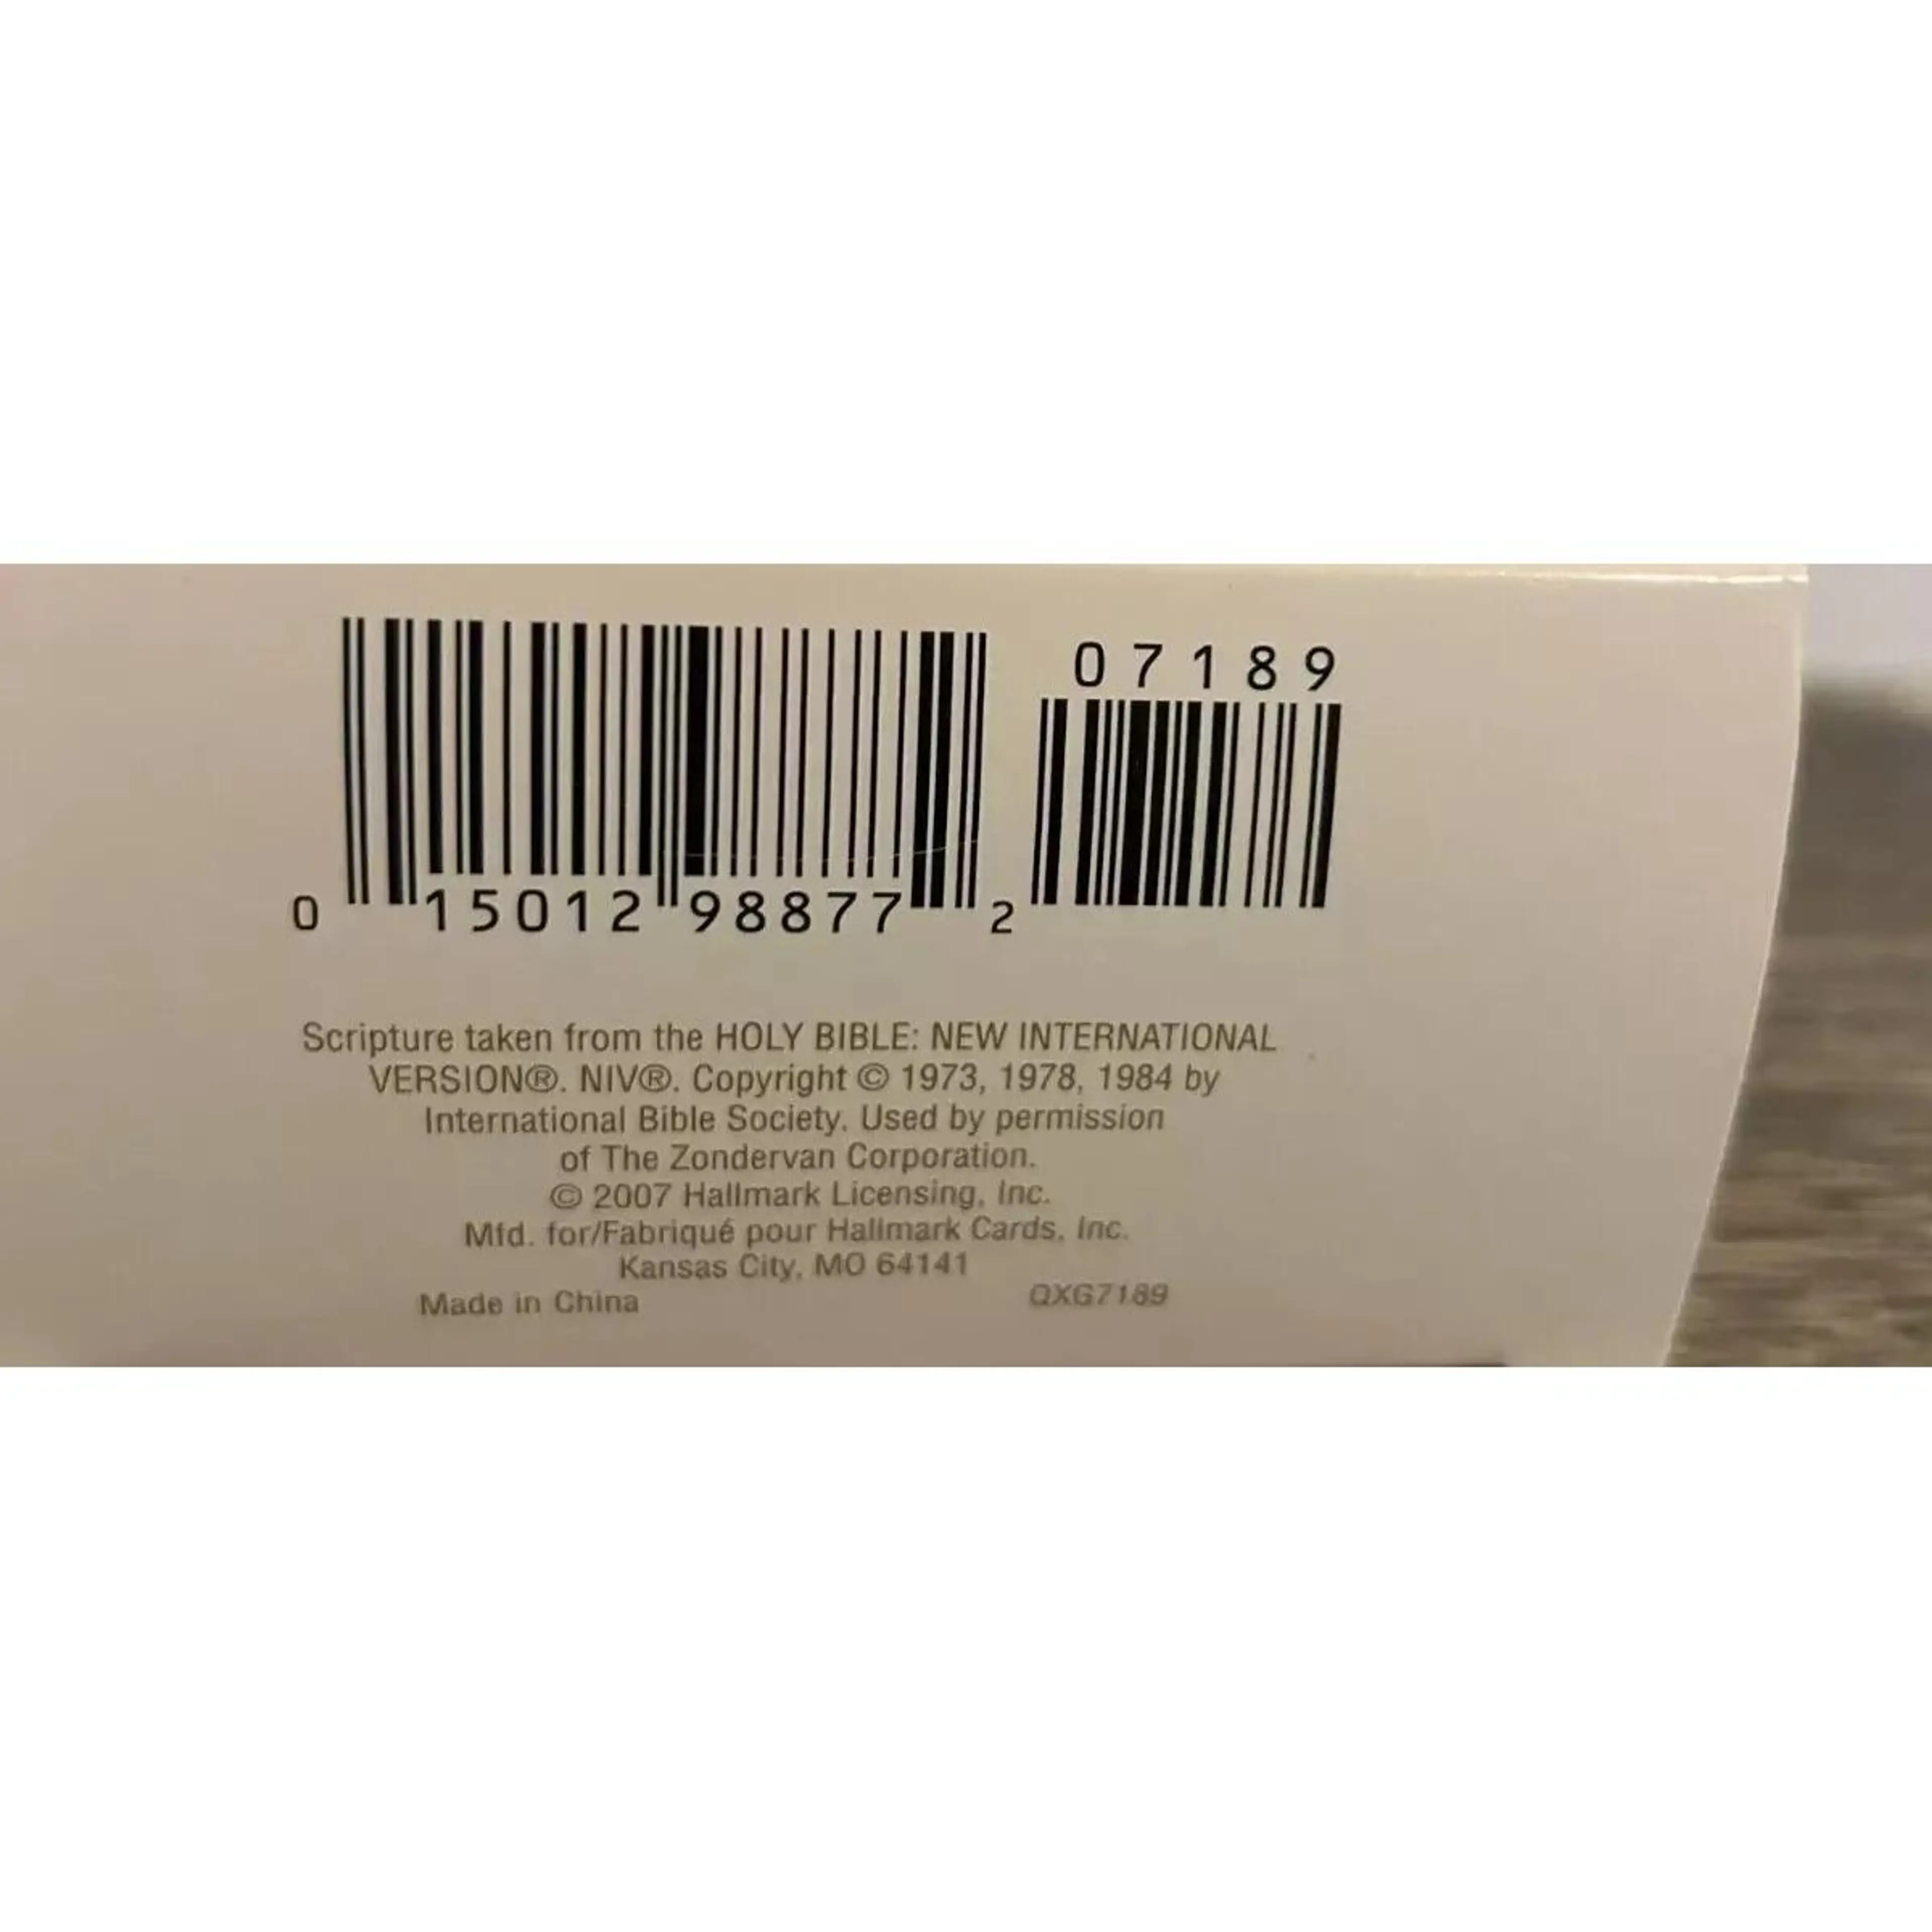 07189
0 15012 98877 2
Scripture taken from the HOLY BIBLE: NEW INTERNATIONAL
VERSION®. NIV®. Copyright © 1973, 1978, 1984 by
International Bible Society. Used by permission
of The Zondervan Corporation.
© 2007 Hallmark Licensing, Inc.
Mfd. for/Fabriqué pour Hallmark Cards, Inc.
Kansas City, MO 64141
Made in China QXG7189